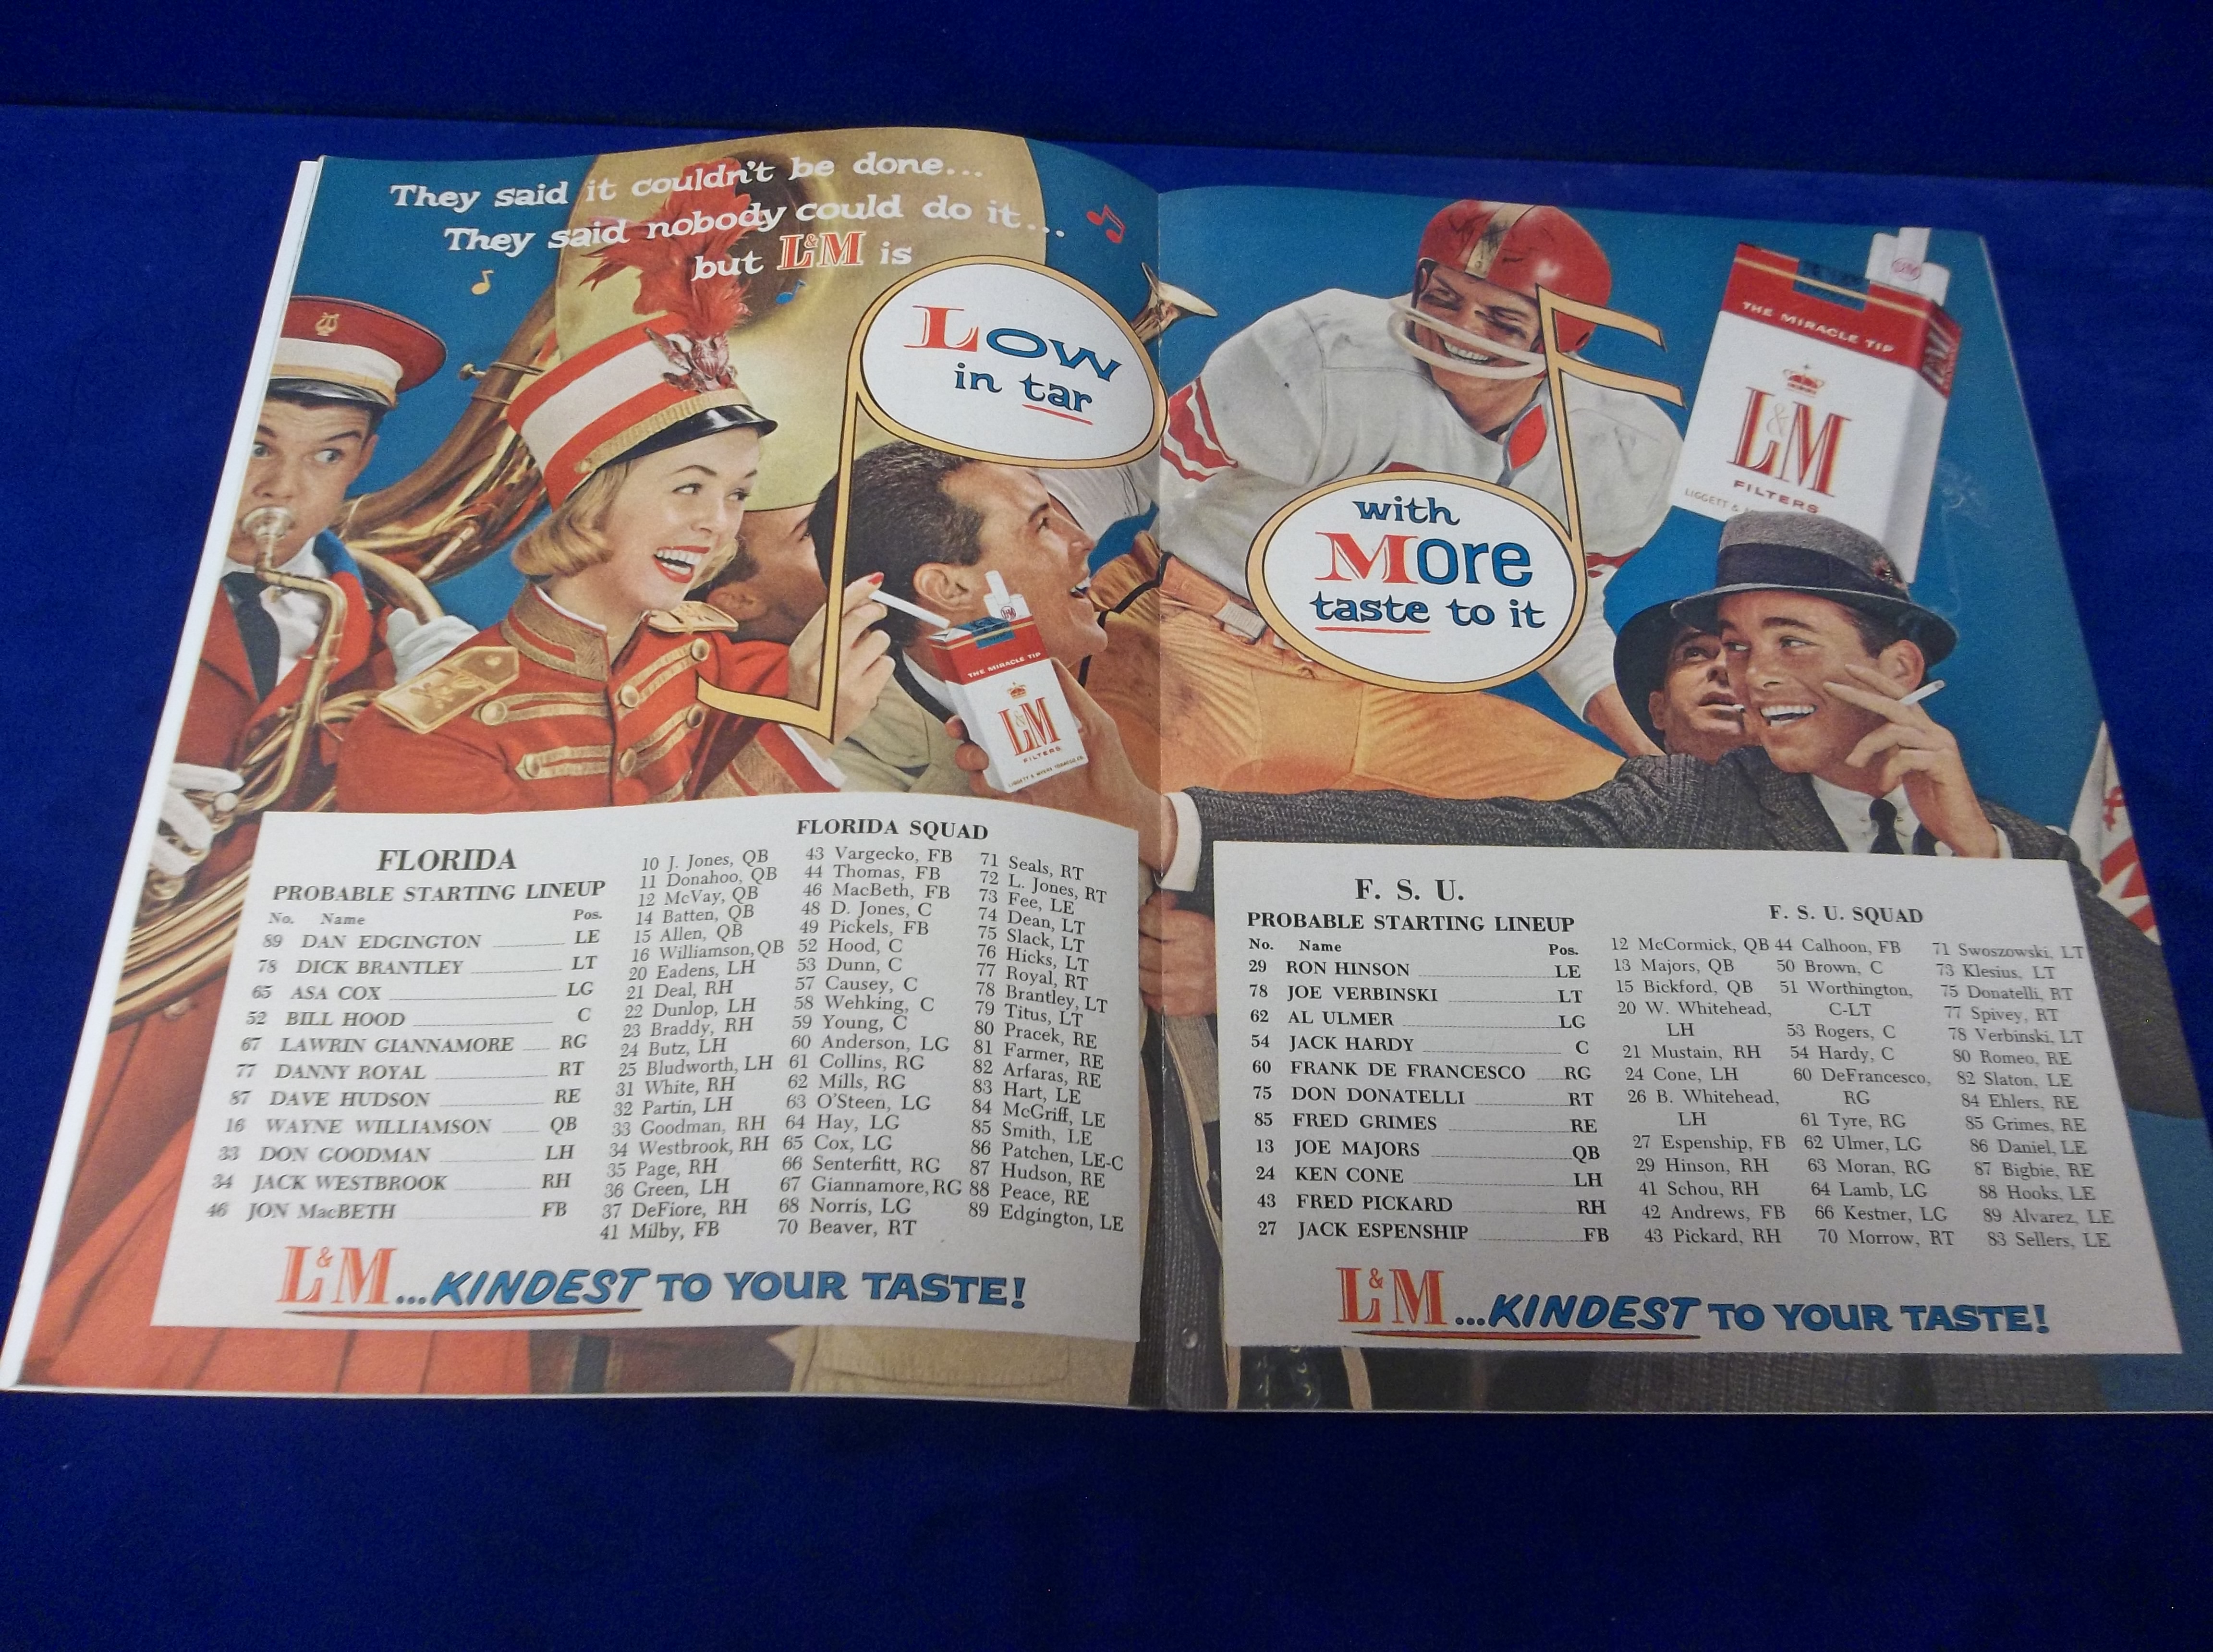 They said it couldn't be done...
They said nobody could do it...
but L&M is
Low
in tar
with
More
taste to it
THE MIRACLE TIP
L&M
FILTERS
LIGGETT &
THE MIRACLE TIP
L&M
FILTERS
LIGGETT & MYERS TOBACCO CO.
FLORIDA
PROBABLE STARTING LINEUP
No. Name Pos.
89 DAN EDGINGTON LE
78 DICK BRANTLEY LT
65 ASA COX LG
52 BILL HOOD C
67 LAWRIN GIANNAMORE RG
77 DANNY ROYAL RT
87 DAVE HUDSON RE
16 WAYNE WILLIAMSON QB
33 DON GOODMAN LH
34 JACK WESTBROOK RH
46 JON MacBETH FB
FLORIDA SQUAD
10 J. Jones, QB
11 Donahoo, QB
12 McVay, QB
14 Batten, QB
15 Allen, QB
16 Williamson, QB
20 Eadens, LH
21 Deal, RH
22 Dunlop, LH
23 Braddy, RH
24 Butz, LH
25 Bludworth, LH
31 White, RH
32 Partin, LH
33 Goodman, RH
34 Westbrook, RH
35 Page, RH
36 Green, LH
37 DeFiore, RH
41 Milby, FB
43 Vargecko, FB
44 Thomas, FB
46 MacBeth, FB
48 D. Jones, C
49 Pickels, FB
52 Hood, C
53 Dunn, C
57 Causey, C
58 Wehking, C
59 Young, C
60 Anderson, LG
61 Collins, RG
62 Mills, RG
63 O'Steen, LG
64 Hay, LG
65 Cox, LG
66 Senterfitt, RG
67 Giannamore, RG
68 Norris, LG
70 Beaver, RT
71 Seals, RT
72 L. Jones, RT
73 Fee, LE
74 Dean, LT
75 Slack, LT
76 Hicks, LT
77 Royal, RT
78 Brantley, LT
79 Titus, LT
80 Pracek, RE
81 Farmer, RE
82 Arfaras, RE
83 Hart, LE
84 McGriff, LE
85 Smith, LE
86 Patchen, LE-C
87 Hudson, RE
88 Peace, RE
89 Edgington, LE
L&M...KINDEST TO YOUR TASTE!
F. S. U.
PROBABLE STARTING LINEUP
No. Name Pos.
29 RON HINSON LE
78 JOE VERBINSKI LT
62 AL ULMER LG
54 JACK HARDY C
60 FRANK DE FRANCESCO RG
75 DON DONATELLI RT
85 FRED GRIMES RE
13 JOE MAJORS QB
24 KEN CONE LH
43 FRED PICKARD RH
27 JACK ESPENSHIP FB
F. S. U. SQUAD
12 McCormick, QB
13 Majors, QB
15 Bickford, QB
20 W. Whitehead,
LH
21 Mustain, RH
24 Cone, LH
26 B. Whitehead,
LH
27 Espenship, FB
29 Hinson, RH
41 Schou, RH
42 Andrews, FB
43 Pickard, RH
44 Calhoon, FB
50 Brown, C
51 Worthington,
C-LT
53 Rogers, C
54 Hardy, C
60 DeFrancesco,
RG
61 Tyre, RG
62 Ulmer, LG
63 Moran, RG
64 Lamb, LG
66 Kestner, LG
70 Morrow, RT
71 Swoszowski, LT
73 Klesius, LT
75 Donatelli, RT
77 Spivey, RT
78 Verbinski, LT
80 Romeo, RE
82 Slaton, LE
84 Ehlers, RE
85 Grimes, RE
86 Daniel, LE
87 Bigbie, RE
88 Hooks, LE
89 Alvarez, LE
83 Sellers, LE
L&M...KINDEST TO YOUR TASTE!